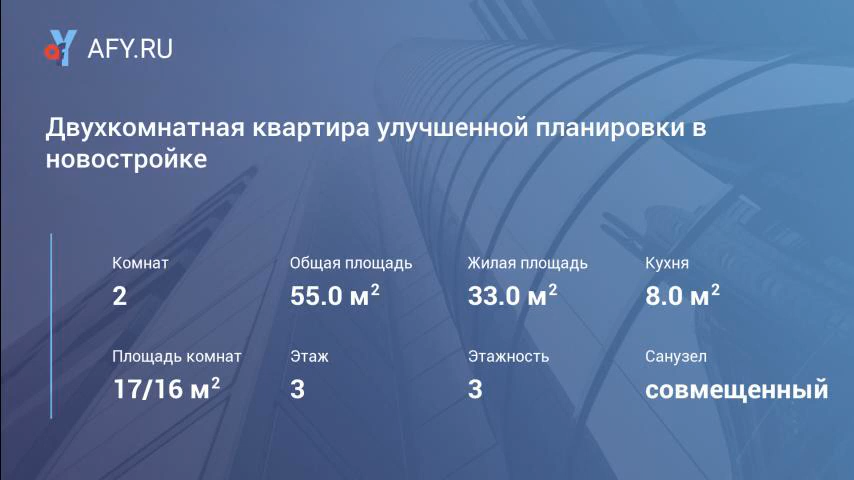 AFY.RU
Двухкомнатная квартира улучшенной планировки в
новостройке
Комнат
2
Общая площадь
55.0 м²
Жилая площадь
33.0 м²
Кухня
8.0 м²
Площадь комнат
17/16 м²
Этаж
3
Этажность
3
Санузел
совмещенный